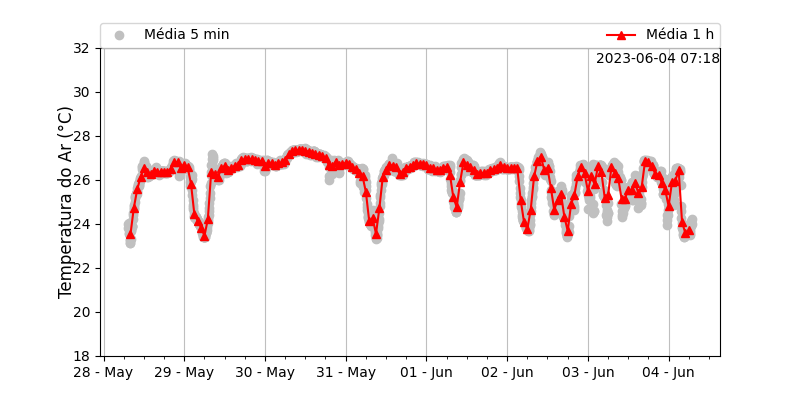 Média 5 min
Média 1 h
2023-06-04 07:18
Temperatura do Ar (°C)
32
30
28
26
24
22
20
18
28 - May
29 - May
30 - May
31 - May
01 - Jun
02 - Jun
03 - Jun
04 - Jun